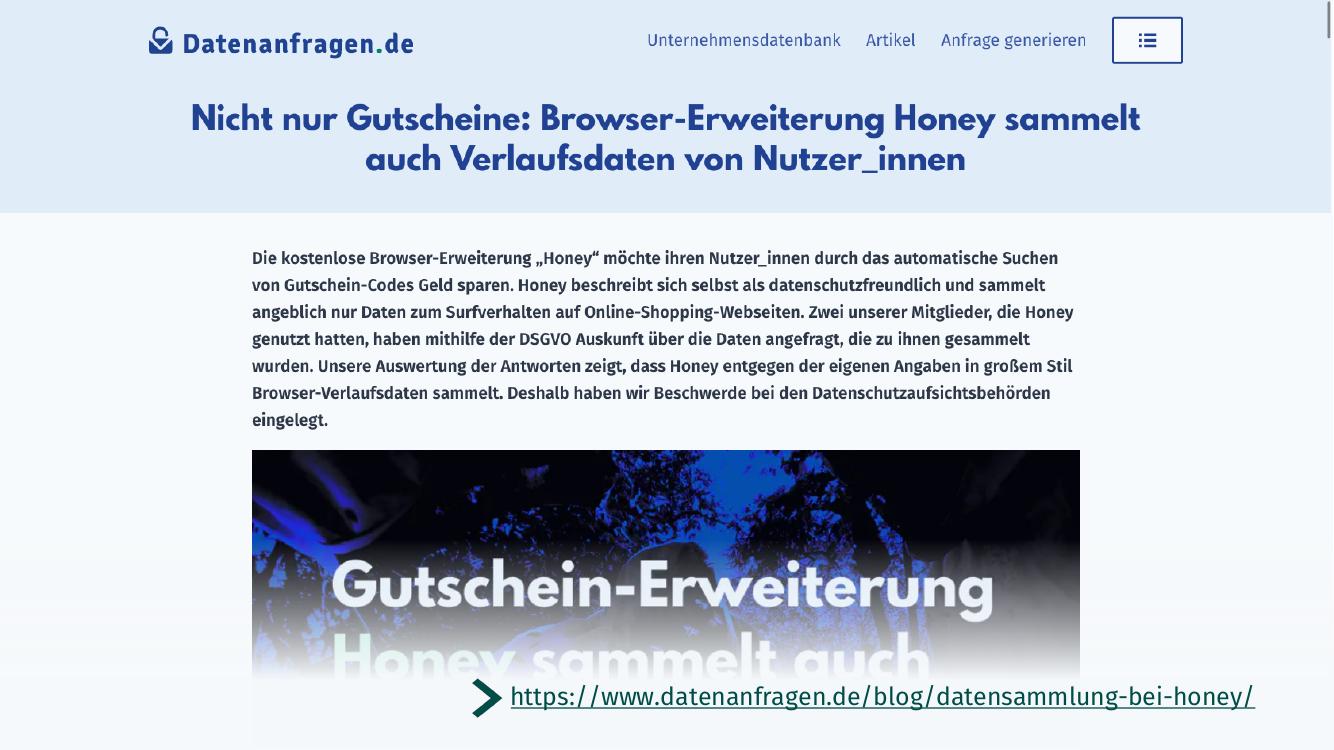 Datenanfragen.de
Unternehmensdatenbank Artikel Anfrage generieren
Nicht nur Gutscheine: Browser-Erweiterung Honey sammelt
auch Verlaufsdaten von Nutzer_innen
Die kostenlose Browser-Erweiterung „Honey“ möchte ihren Nutzer_innen durch das automatische Suchen
von Gutschein-Codes Geld sparen. Honey beschreibt sich selbst als datenschutzfreundlich und sammelt
angeblich nur Daten zum Surfverhalten auf Online-Shopping-Webseiten. Zwei unserer Mitglieder, die Honey
genutzt hatten, haben mithilfe der DSGVO Auskunft über die Daten angefragt, die zu ihnen gesammelt
wurden. Unsere Auswertung der Antworten zeigt, dass Honey entgegen der eigenen Angaben in großem Stil
Browser-Verlaufsdaten sammelt. Deshalb haben wir Beschwerde bei den Datenschutzaufsichtsbehörden
eingelegt.
Gutschein-Erweiterung
Honey sammelt auch
https://www.datenanfragen.de/blog/datensammlung-bei-honey/